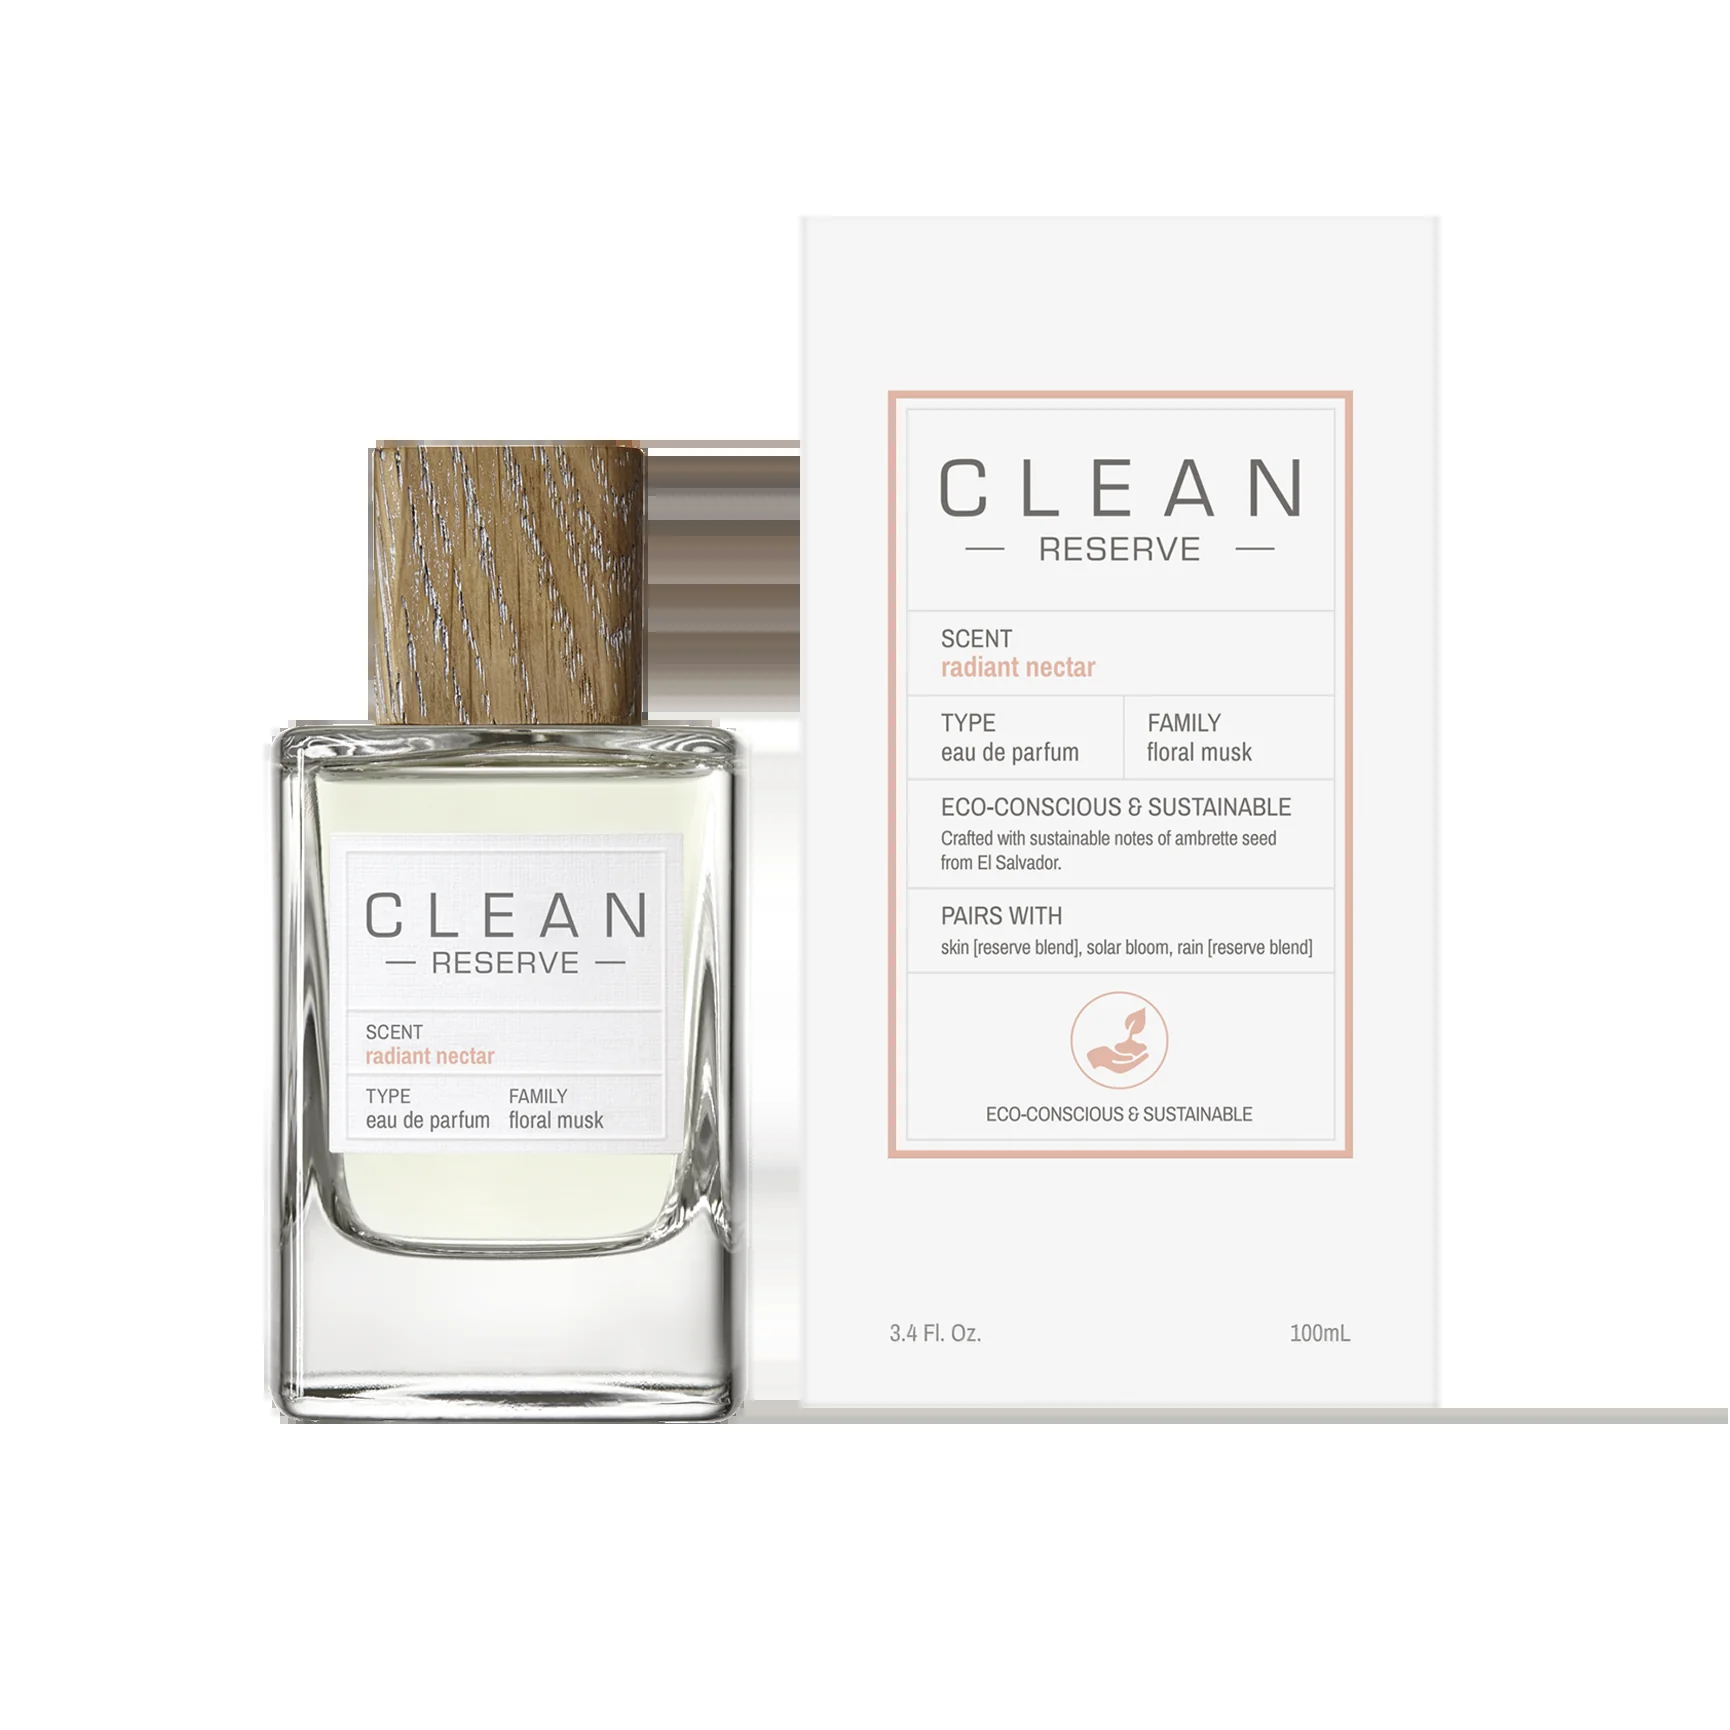 CLEAN
— RESERVE —
SCENT
radiant nectar
TYPE
eau de parfum
FAMILY
floral musk
CLEAN
— RESERVE —
SCENT
radiant nectar
TYPE
eau de parfum
FAMILY
floral musk
ECO-CONSCIOUS & SUSTAINABLE
Crafted with sustainable notes of ambrette seed
from El Salvador.
PAIRS WITH
skin [reserve blend], solar bloom, rain [reserve blend]
ECO-CONSCIOUS & SUSTAINABLE
3.4 Fl. Oz.
100mL